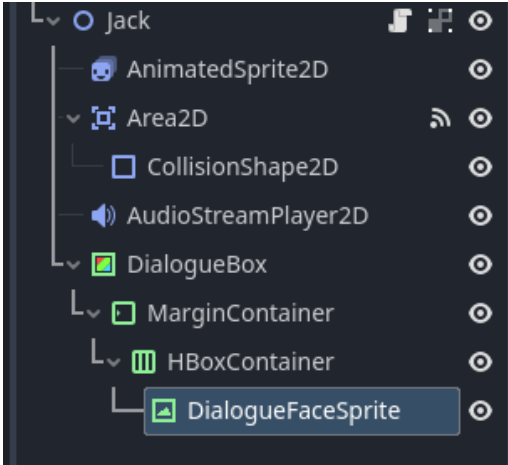 Jack
AnimatedSprite2D
Area2D
CollisionShape2D
AudioStreamPlayer2D
DialogueBox
MarginContainer
HBoxContainer
DialogueFaceSprite